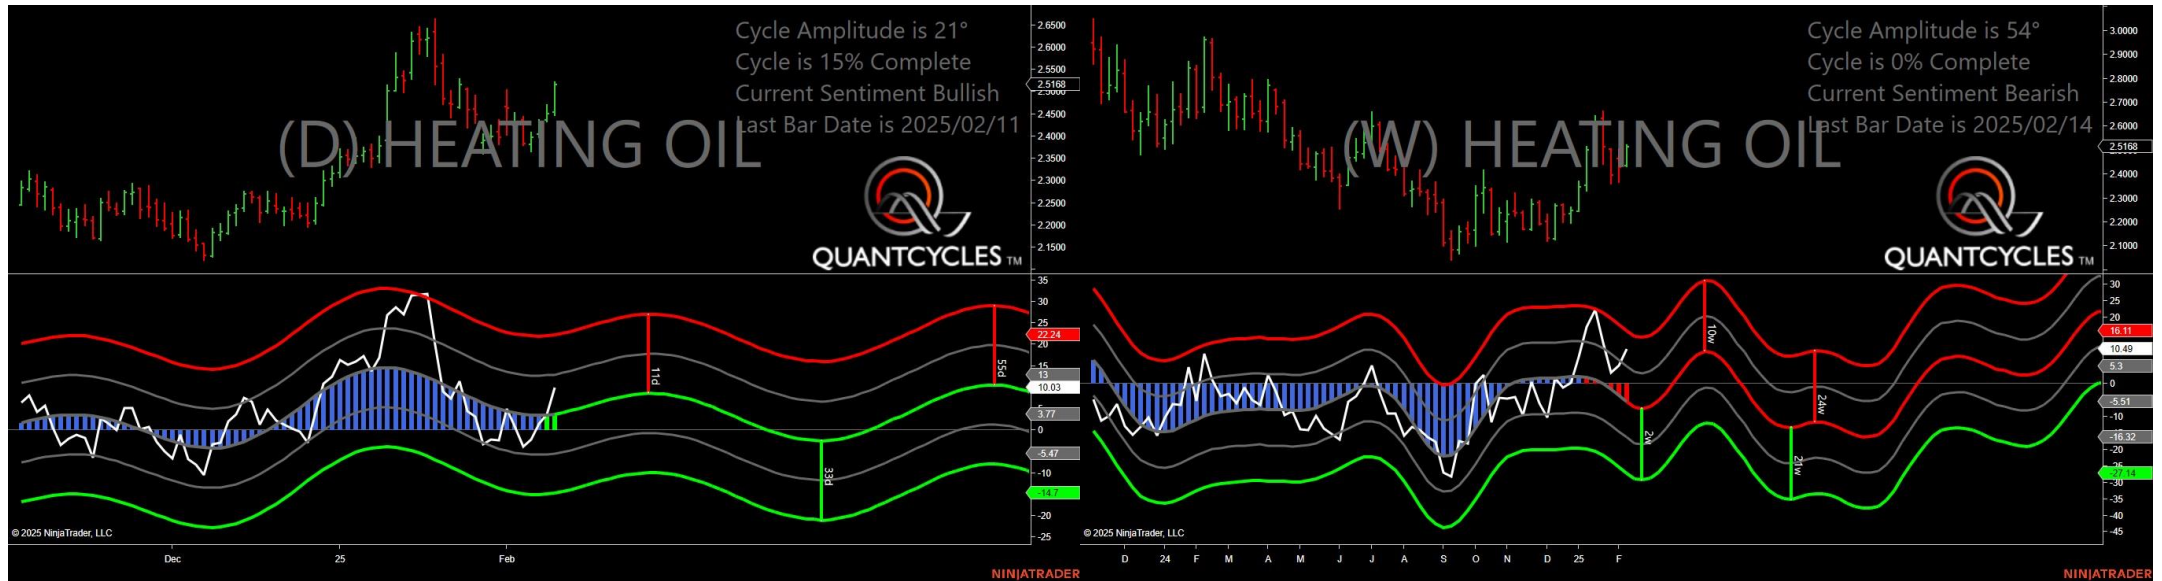 Cycle Amplitude is 21°
Cycle is 15% Complete
Current Sentiment Bullish
Last Bar Date is 2025/02/11
(D) HEATING OIL
QUANTCYCLES TM
2.6500
2.6000
2.5500
2.5168
2.5000
2.4500
2.4000
2.3500
2.3000
2.2500
2.2000
2.1500
35
30
25
22.24
20
15
13
10.03
5
3.77
0
-5.47
-10
-14.7
-20
-25
11d
33d
55d
© 2025 NinjaTrader, LLC
Dec 25 Feb
NINJATRADER
Cycle Amplitude is 54°
Cycle is 0% Complete
Current Sentiment Bearish
Last Bar Date is 2025/02/14
(W) HEATING OIL
QUANTCYCLES TM
3.0000
2.9000
2.8000
2.7000
2.6000
2.5168
2.4000
2.3000
2.2000
2.1000
30
25
20
16.11
10.49
5.3
0
-5.51
-10
-16.32
-20
-27.14
-30
-35
-40
-45
2w
10w
21w
24w
© 2025 NinjaTrader, LLC
D 24 F M A M J J A S O N D 25 F
NINJATRADER